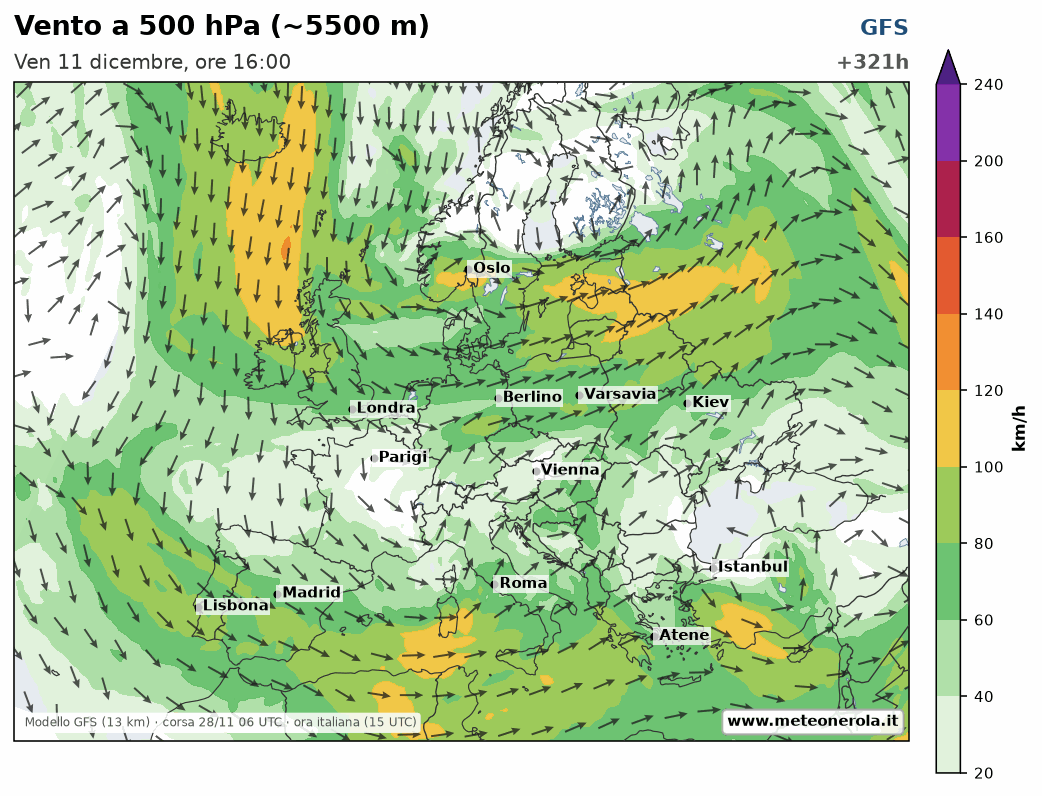 Vento a 500 hPa (~5500 m)
GFS
Ven 11 dicembre, ore 16:00
+321h
240
200
160
140
120
100
80
60
40
20
km/h
Oslo
Londra
Berlino
Varsavia
Kiev
Parigi
Vienna
Istanbul
Roma
Madrid
Lisbona
Atene
Modello GFS (13 km) · corsa 28/11 06 UTC · ora italiana (15 UTC)
www.meteonerola.it